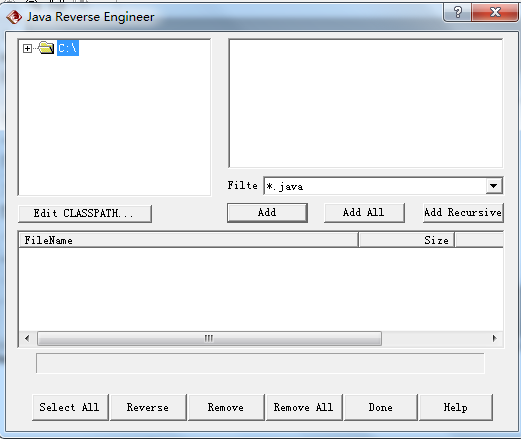 Java Reverse Engineer
C:\
Filte
*.java
Edit CLASSPATH...
Add
Add All
Add Recursive
FileName
Size
Select All
Reverse
Remove
Remove All
Done
Help